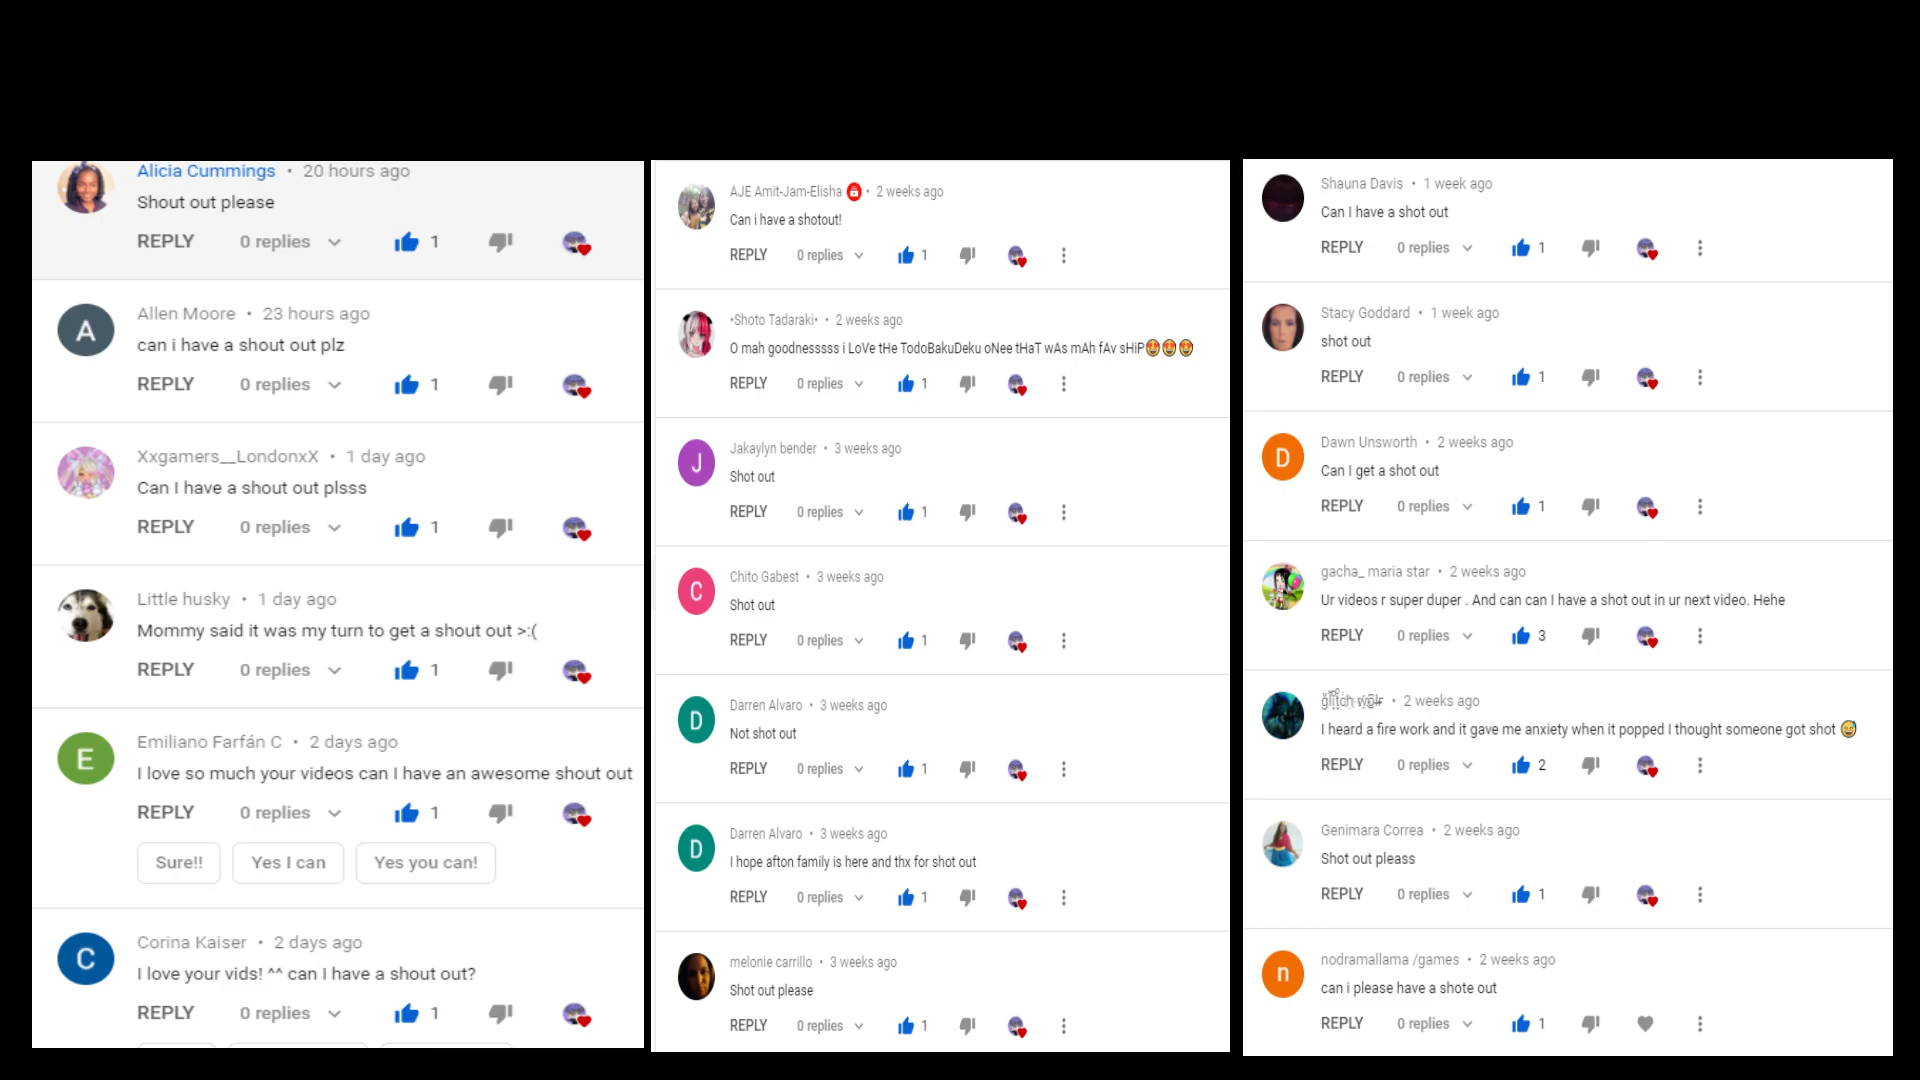 Alicia Cummings • 20 hours ago
Shout out please
REPLY 0 replies 1
A
Allen Moore • 23 hours ago
can i have a shout out plz
REPLY 0 replies 1
Xxgamers__LondonxX • 1 day ago
Can I have a shout out plsss
REPLY 0 replies 1
Little husky • 1 day ago
Mommy said it was my turn to get a shout out >:(
REPLY 0 replies 1
E
Emiliano Farfán C • 2 days ago
I love so much your videos can I have an awesome shout out
REPLY 0 replies 1
Sure!! Yes I can Yes you can!
C
Corina Kaiser • 2 days ago
I love your vids! ^^ can I have a shout out?
REPLY 0 replies 1
AJE Amit-Jam-Elisha • 2 weeks ago
Can i have a shotout!
REPLY 0 replies 1
•Shoto Tadaraki• • 2 weeks ago
O mah goodnesssss i LoVe tHe TodoBakuDeku oNee tHaT wAs mAh fAv sHiP😍😍😍
REPLY 0 replies 1
J
Jakaylyn bender • 3 weeks ago
Shot out
REPLY 0 replies 1
C
Chito Gabest • 3 weeks ago
Shot out
REPLY 0 replies 1
D
Darren Alvaro • 3 weeks ago
Not shot out
REPLY 0 replies 1
D
Darren Alvaro • 3 weeks ago
I hope afton family is here and thx for shot out
REPLY 0 replies 1
melonie carrillo • 3 weeks ago
Shot out please
REPLY 0 replies 1
Shauna Davis • 1 week ago
Can I have a shot out
REPLY 0 replies 1
Stacy Goddard • 1 week ago
shot out
REPLY 0 replies 1
D
Dawn Unsworth • 2 weeks ago
Can I get a shot out
REPLY 0 replies 1
gacha_ maria star • 2 weeks ago
Ur videos r super duper . And can can I have a shot out in ur next video. Hehe
REPLY 0 replies 3
• 2 weeks ago
I heard a fire work and it gave me anxiety when it popped I thought someone got shot 😅
REPLY 0 replies 2
Genimara Correa • 2 weeks ago
Shot out pleass
REPLY 0 replies 1
n
nodramallama /games • 2 weeks ago
can i please have a shote out
REPLY 0 replies 1